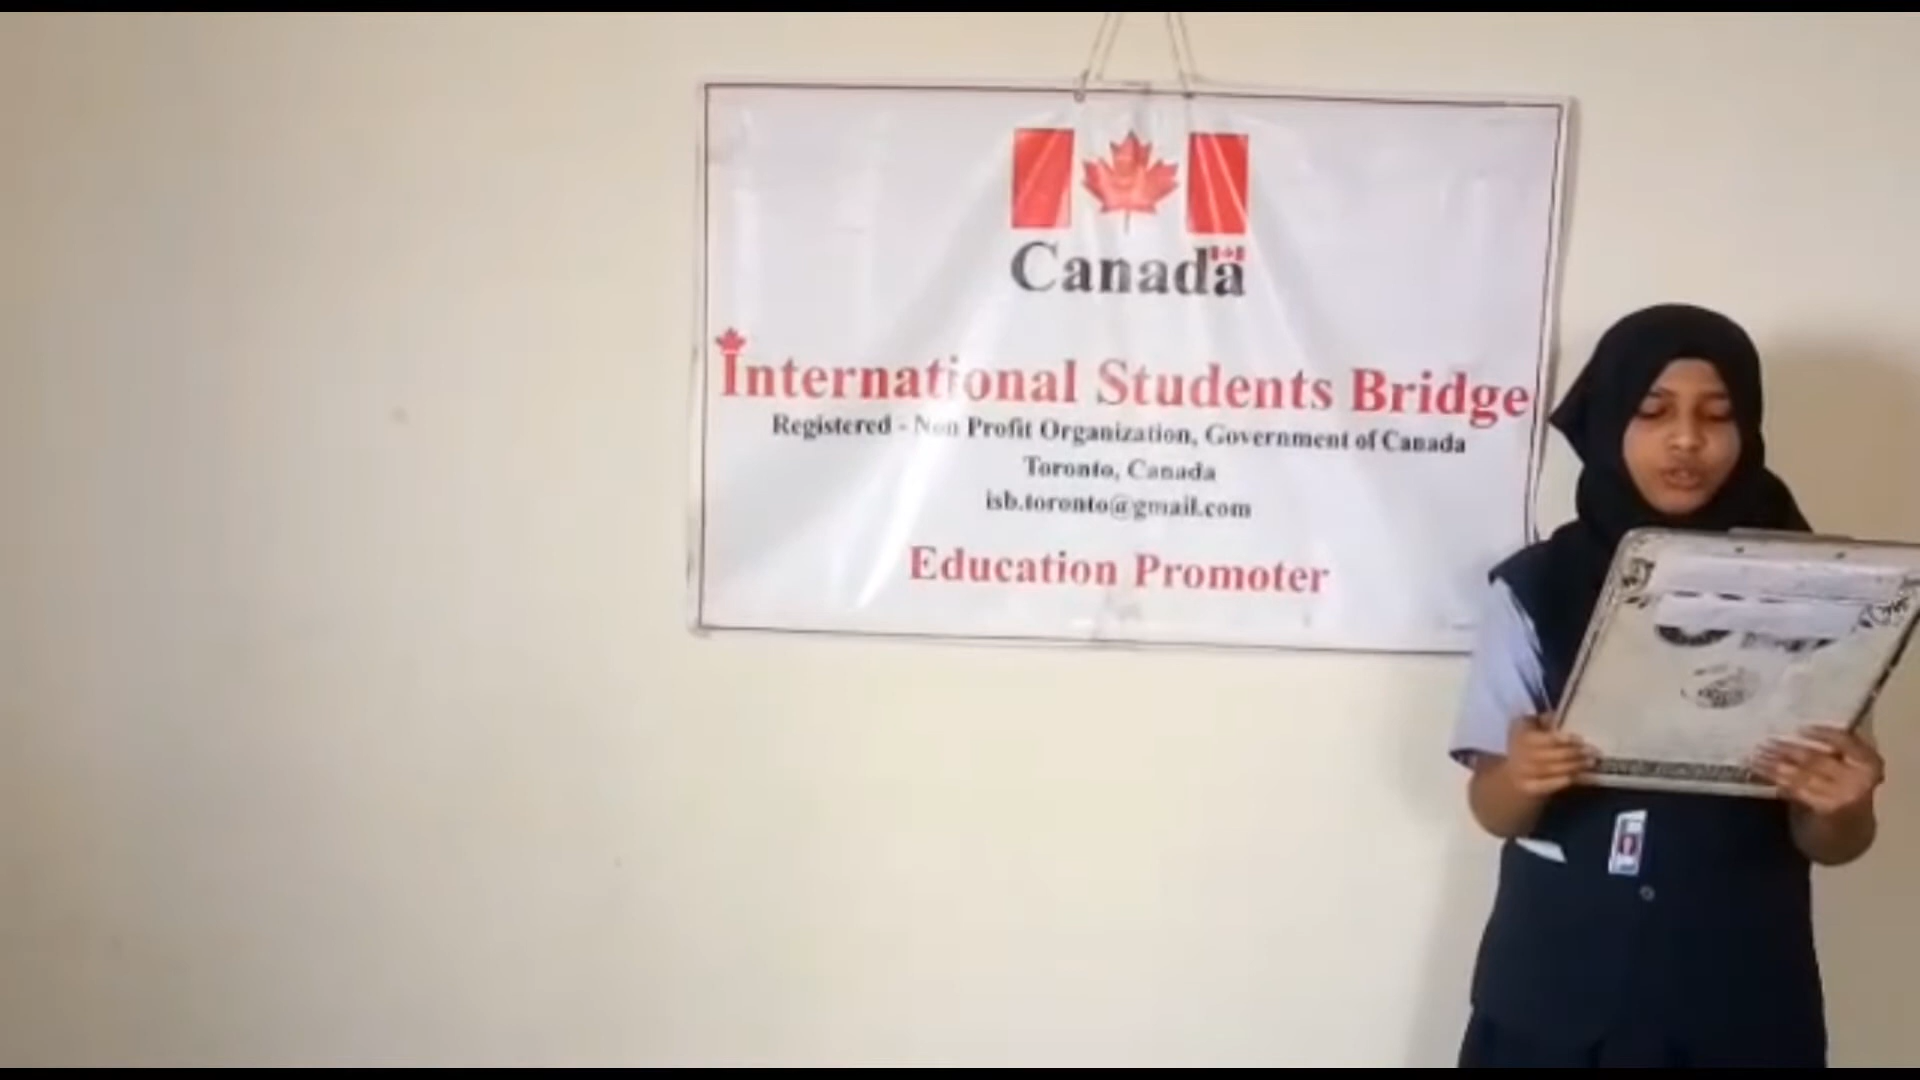 Canada
International Students Bridge
Registered - Non Profit Organization, Government of Canada
Toronto, Canada
isb.toronto@gmail.com
Education Promoter